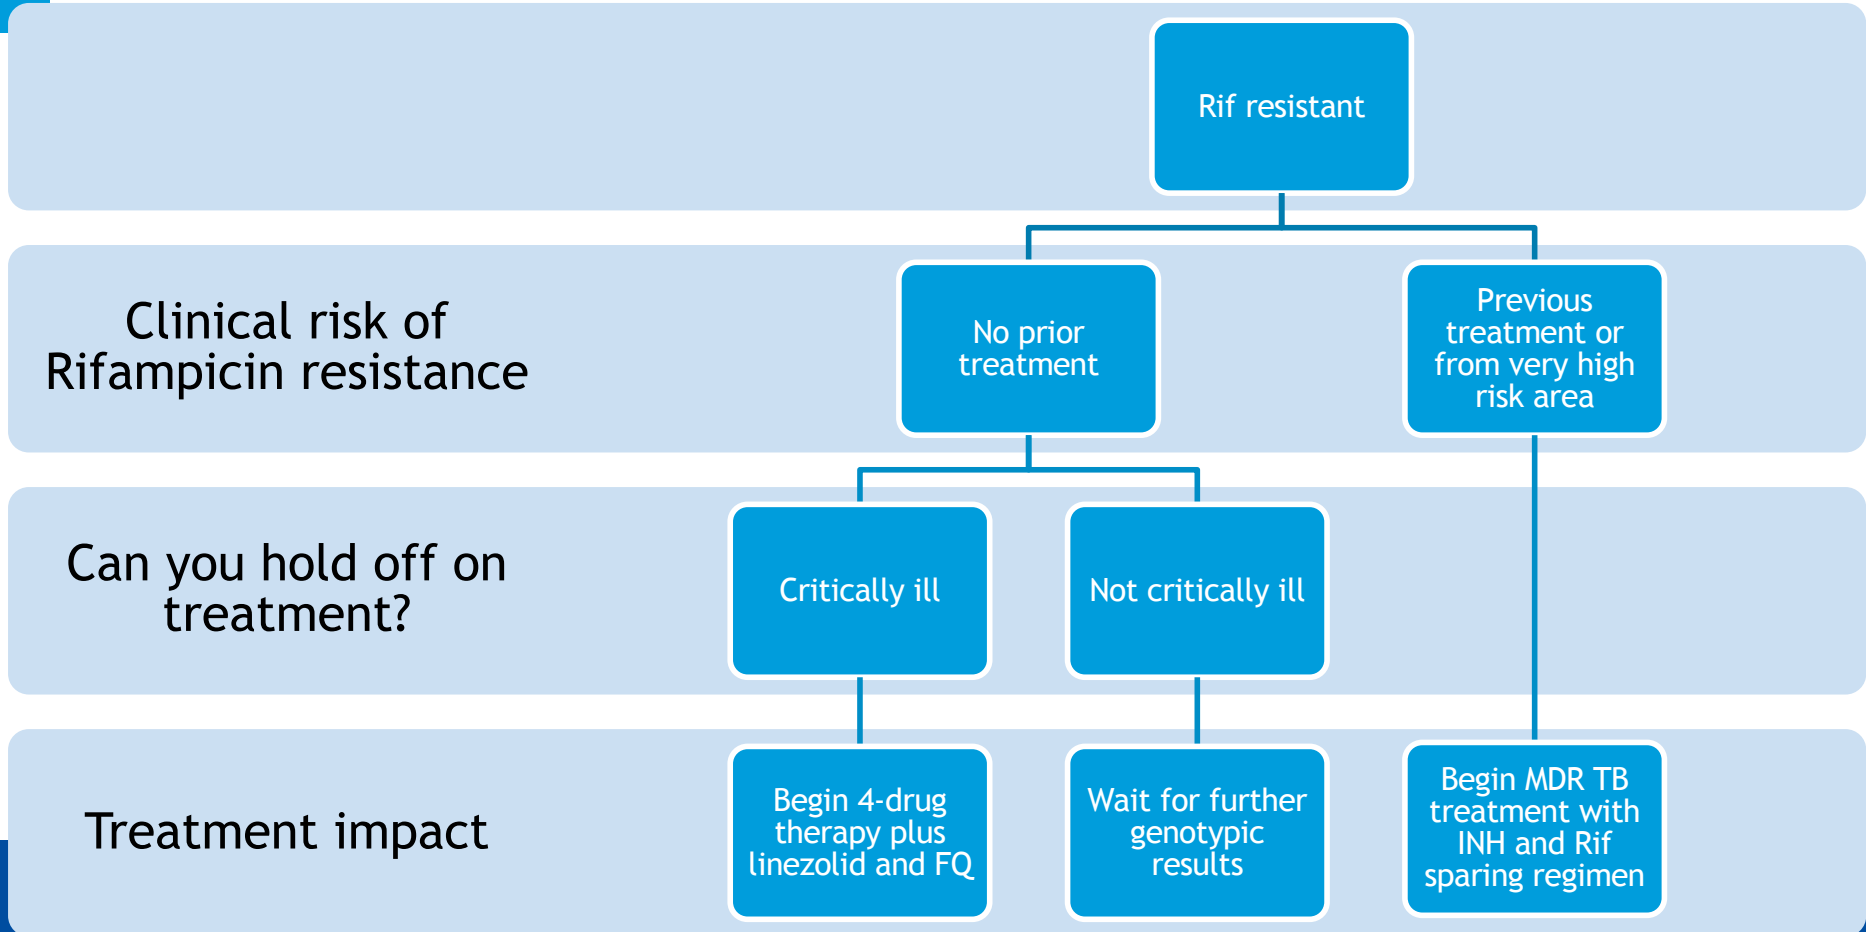 Rif resistant
Clinical risk of
Rifampicin resistance
No prior
treatment
Previous
treatment or
from very high
risk area
Can you hold off on
treatment?
Critically ill
Not critically ill
Treatment impact
Begin 4-drug
therapy plus
linezolid and FQ
Wait for further
genotypic
results
Begin MDR TB
treatment with
INH and Rif
sparing regimen